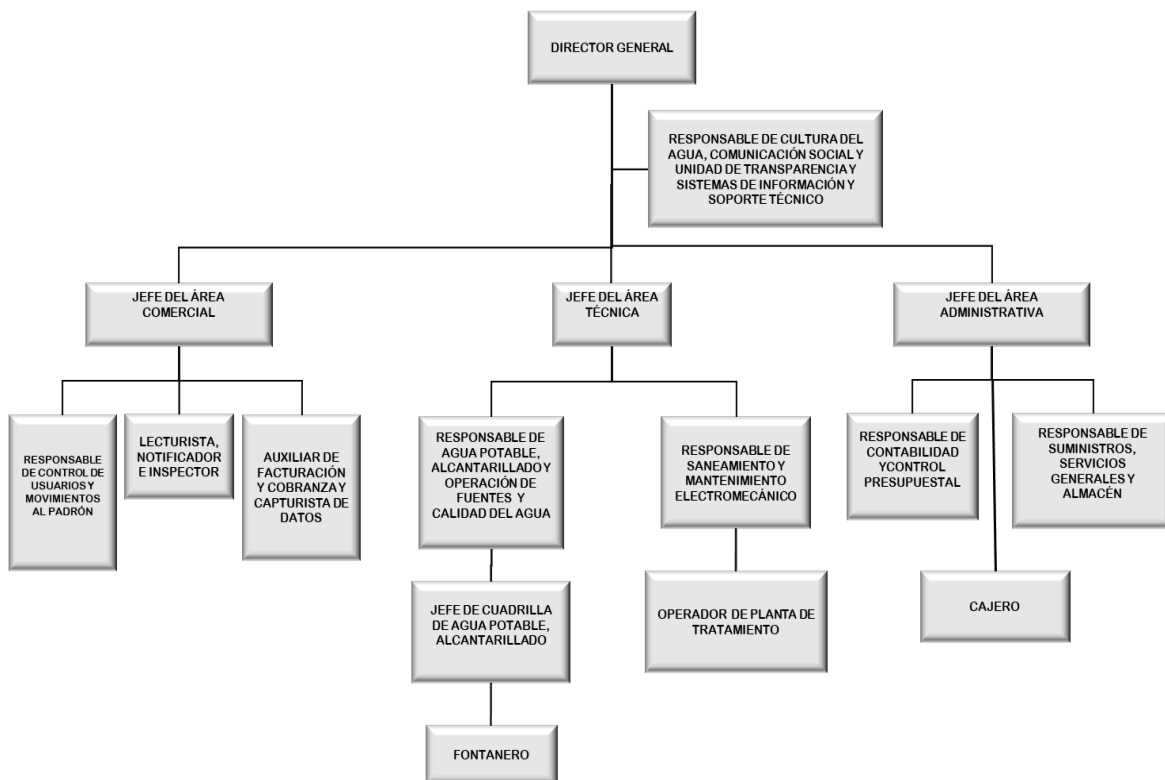 DIRECTOR GENERAL
RESPONSABLE DE CULTURA DEL
AGUA, COMUNICACIÓN SOCIAL Y
UNIDAD DE TRANSPARENCIA Y
SISTEMAS DE INFORMACIÓN Y
SOPORTE TÉCNICO
JEFE DEL ÁREA
COMERCIAL
JEFE DEL ÁREA
TÉCNICA
JEFE DEL ÁREA
ADMINISTRATIVA
RESPONSABLE
DE CONTROL DE
USUARIOS Y
MOVIMIENTOS
AL PADRÓN
LECTURISTA,
NOTIFICADOR
E INSPECTOR
AUXILIAR DE
FACTURACIÓN
Y COBRANZA Y
CAPTURISTA DE
DATOS
RESPONSABLE DE
AGUA POTABLE,
ALCANTARILLADO Y
OPERACIÓN DE
FUENTES Y
CALIDAD DEL AGUA
RESPONSABLE DE
SANEAMIENTO Y
MANTENIMIENTO
ELECTROMECÁNICO
RESPONSABLE DE
CONTABILIDAD
YCONTROL
PRESUPUESTAL
RESPONSABLE DE
SUMINISTROS,
SERVICIOS
GENERALES Y
ALMACÉN
JEFE DE CUADRILLA
DE AGUA POTABLE,
ALCANTARILLADO
OPERADOR DE PLANTA DE
TRATAMIENTO
CAJERO
FONTANERO